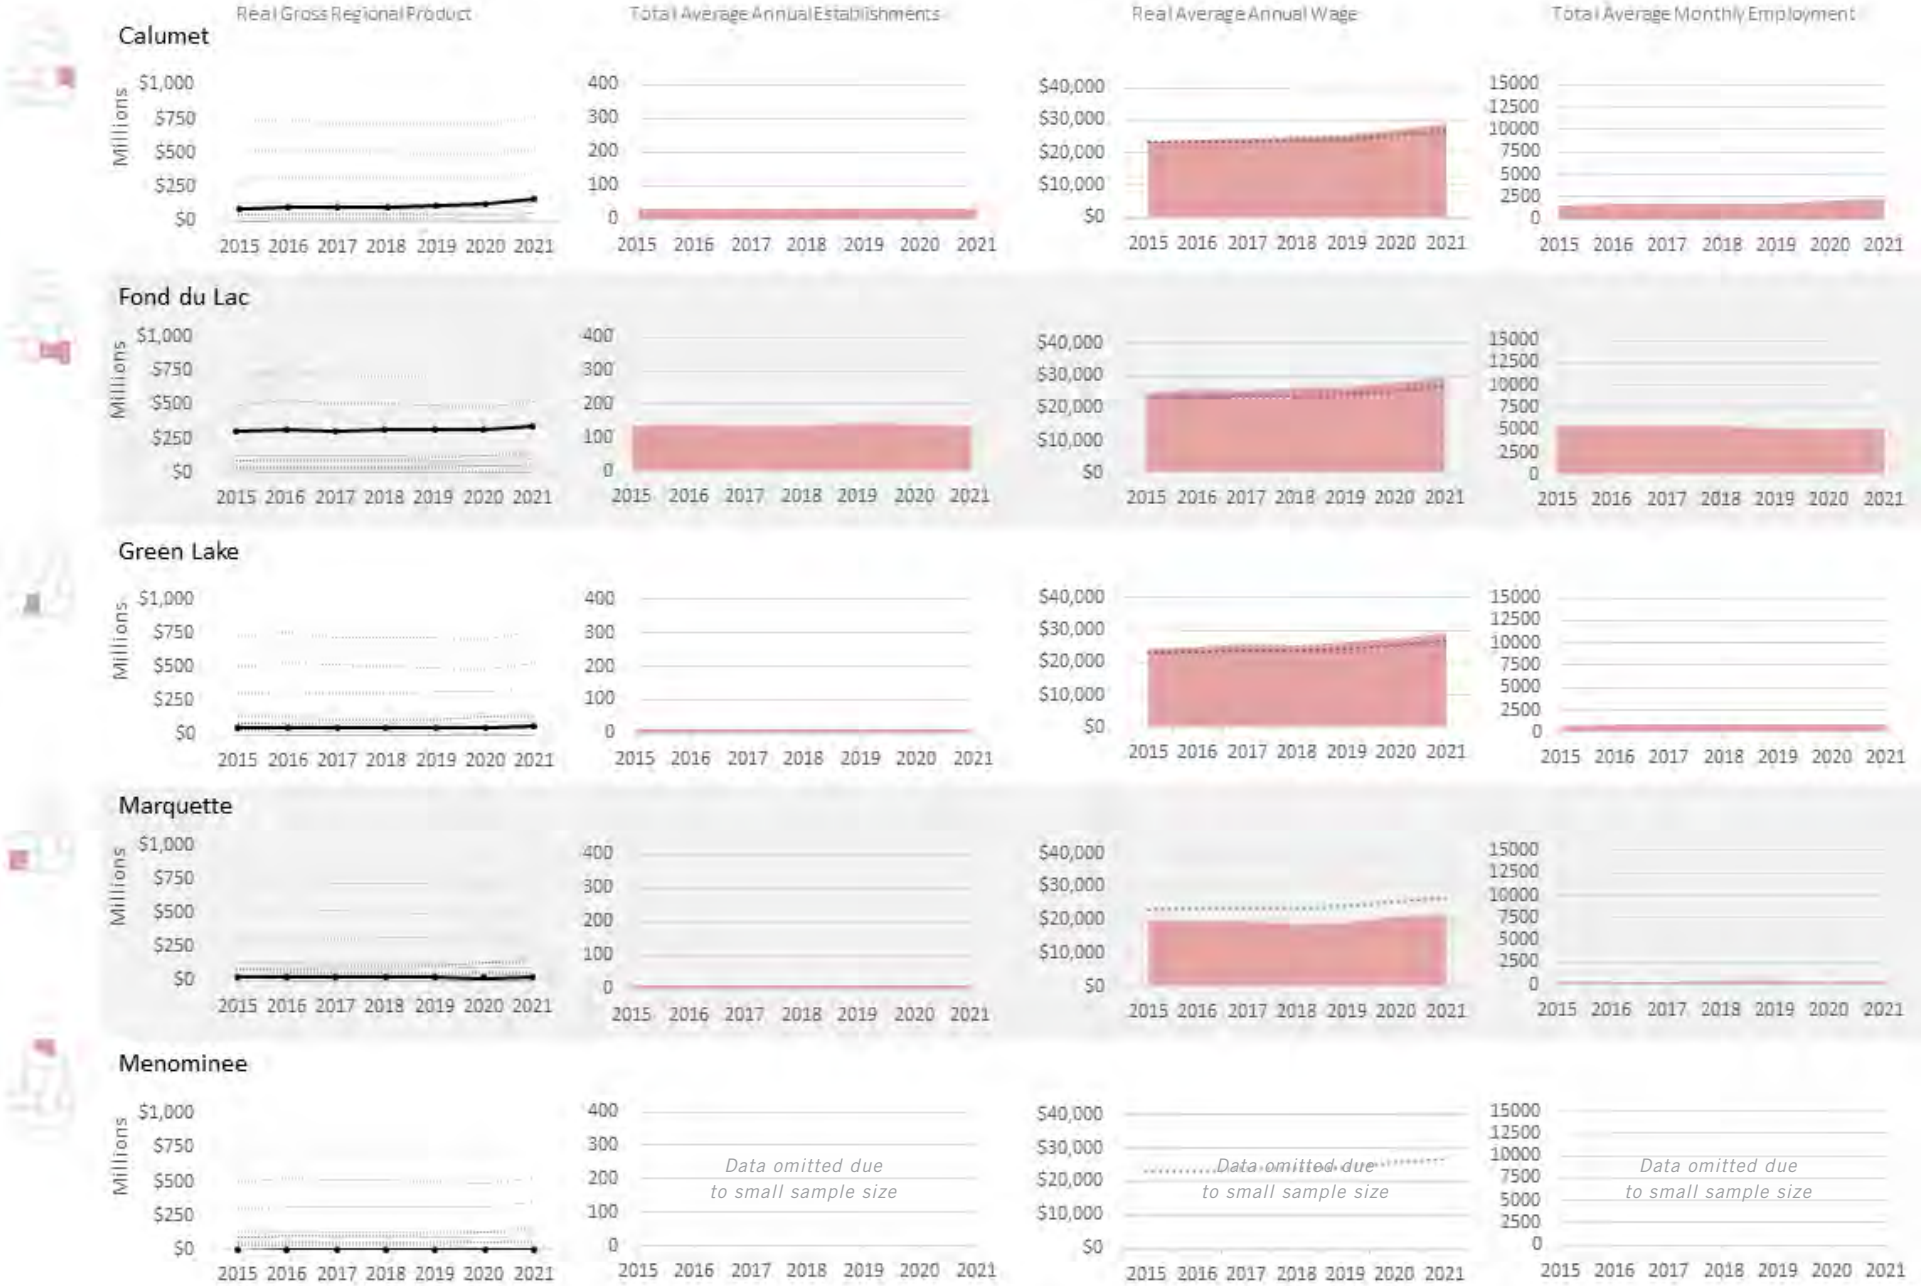 Real Gross Regional Product Total Average Annual Establishments Real Average Annual Wage Total Average Monthly Employment
Calumet
Millions
$1,000 $750 $500 $250 $0
2015 2016 2017 2018 2019 2020 2021
400 300 200 100 0
2015 2016 2017 2018 2019 2020 2021
$40,000 $30,000 $20,000 $10,000 $0
2015 2016 2017 2018 2019 2020 2021
15000 12500 10000 7500 5000 2500 0
2015 2016 2017 2018 2019 2020 2021
Fond du Lac
Millions
$1,000 $750 $500 $250 $0
2015 2016 2017 2018 2019 2020 2021
400 300 200 100 0
2015 2016 2017 2018 2019 2020 2021
$40,000 $30,000 $20,000 $10,000 $0
2015 2016 2017 2018 2019 2020 2021
15000 12500 10000 7500 5000 2500 0
2015 2016 2017 2018 2019 2020 2021
Green Lake
Millions
$1,000 $750 $500 $250 $0
2015 2016 2017 2018 2019 2020 2021
400 300 200 100 0
2015 2016 2017 2018 2019 2020 2021
$40,000 $30,000 $20,000 $10,000 $0
2015 2016 2017 2018 2019 2020 2021
15000 12500 10000 7500 5000 2500 0
2015 2016 2017 2018 2019 2020 2021
Marquette
Millions
$1,000 $750 $500 $250 $0
2015 2016 2017 2018 2019 2020 2021
400 300 200 100 0
2015 2016 2017 2018 2019 2020 2021
$40,000 $30,000 $20,000 $10,000 $0
2015 2016 2017 2018 2019 2020 2021
15000 12500 10000 7500 5000 2500 0
2015 2016 2017 2018 2019 2020 2021
Menominee
Millions
$1,000 $750 $500 $250 $0
2015 2016 2017 2018 2019 2020 2021
400 300 200 100 0
Data omitted due
to small sample size
2015 2016 2017 2018 2019 2020 2021
$40,000 $30,000 $20,000 $10,000 $0
Data omitted due
to small sample size
2015 2016 2017 2018 2019 2020 2021
15000 12500 10000 7500 5000 2500 0
Data omitted due
to small sample size
2015 2016 2017 2018 2019 2020 2021